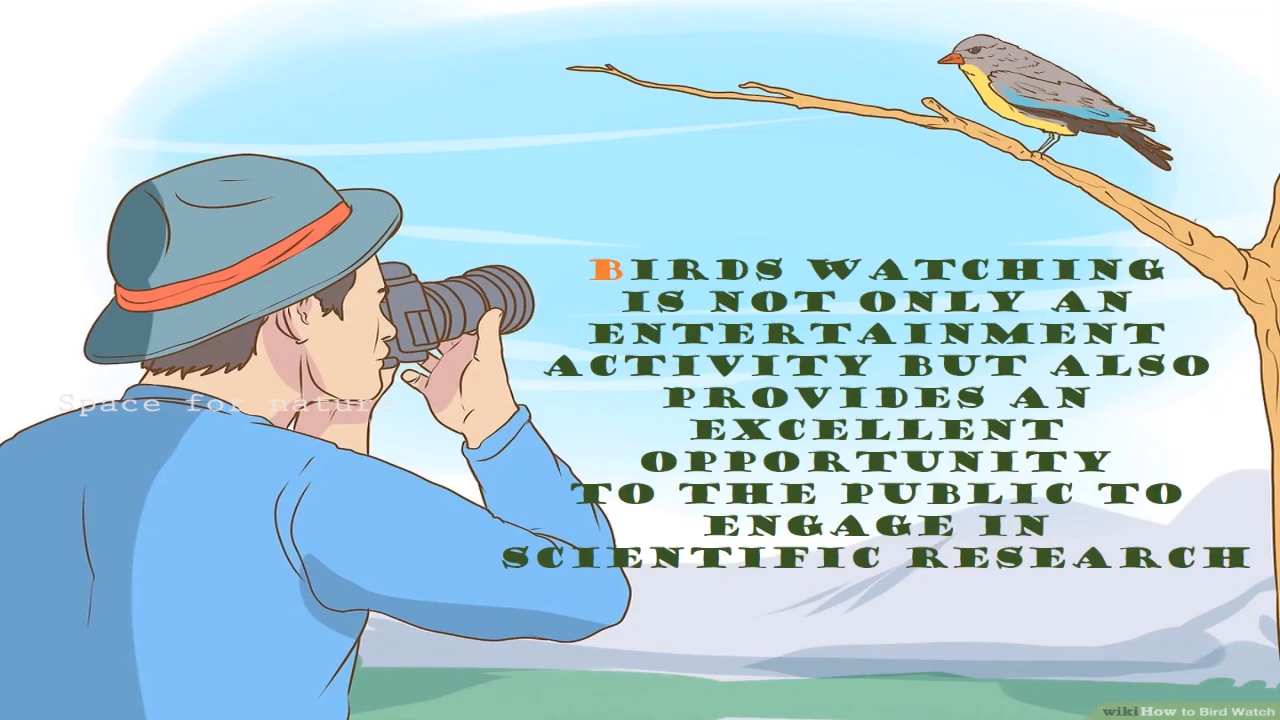 BIRDS WATCHING
IS NOT ONLY AN
ENTERTAINMENT
ACTIVITY BUT ALSO
PROVIDES AN
EXCELLENT
OPPORTUNITY
TO THE PUBLIC TO
ENGAGE IN
SCIENTIFIC RESEARCH
Space for nature
wikiHow to Bird Watch